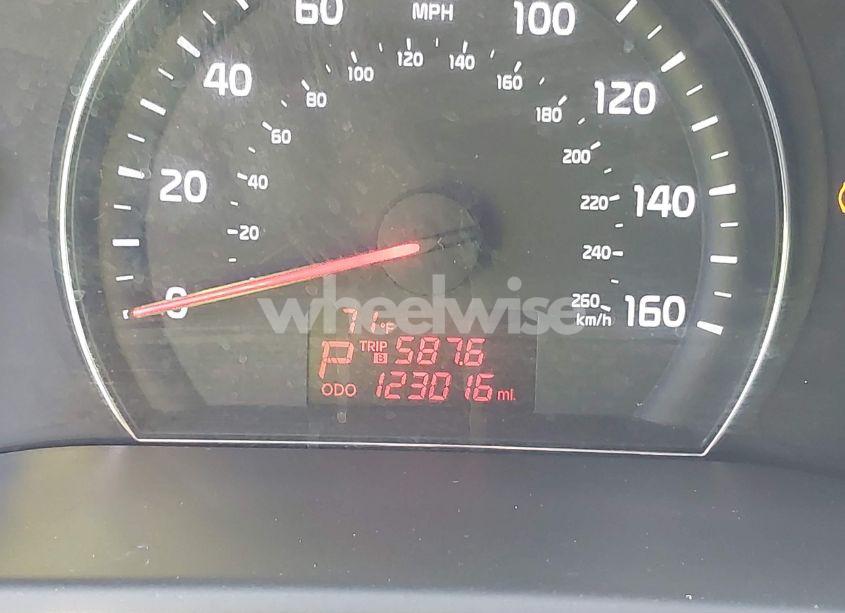 60 MPH 100
40 100 120 140 160 120
80 180
60 200
20 40 220 140
20 240
0 260 km/h 160
wheelwise
71°F
P TRIP B 587.6
ODO 123016 mi.